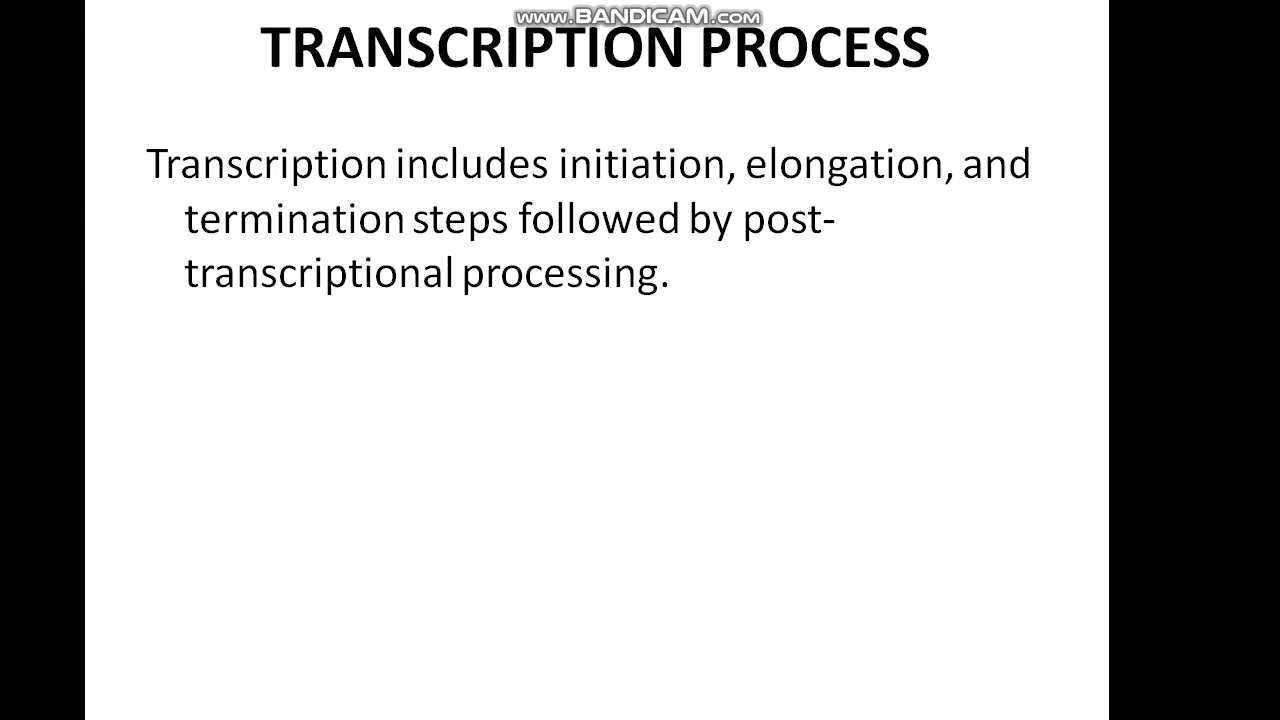 www.BANDICAM.com
TRANSCRIPTION PROCESS
Transcription includes initiation, elongation, and
termination steps followed by post-
transcriptional processing.